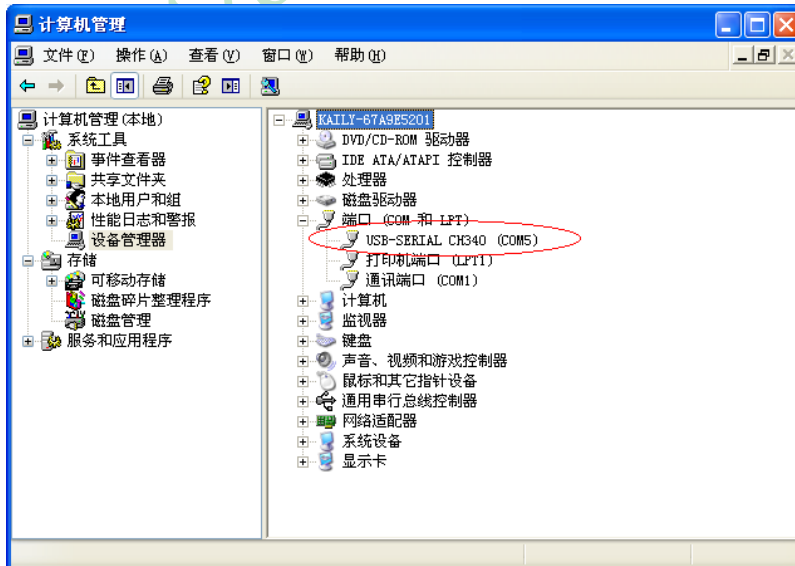 计算机管理
文件(F) 操作(A) 查看(V) 窗口(W) 帮助(H)
计算机管理(本地)
系统工具
事件查看器
共享文件夹
本地用户和组
性能日志和警报
设备管理器
存储
可移动存储
磁盘碎片整理程序
磁盘管理
服务和应用程序
KAILY-67A9E5201
DVD/CD-ROM 驱动器
IDE ATA/ATAPI 控制器
处理器
磁盘驱动器
端口 (COM 和 LPT)
USB-SERIAL CH340 (COM5)
打印机端口 (LPT1)
通讯端口 (COM1)
计算机
监视器
键盘
声音、视频和游戏控制器
鼠标和其它指针设备
通用串行总线控制器
网络适配器
系统设备
显示卡